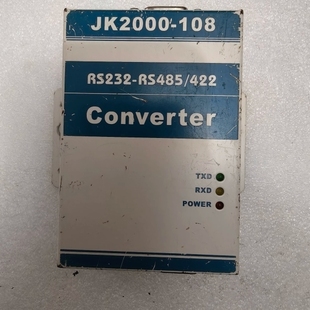 JK2000-108
RS232-RS485/422
Converter
TXD
RXD
POWER